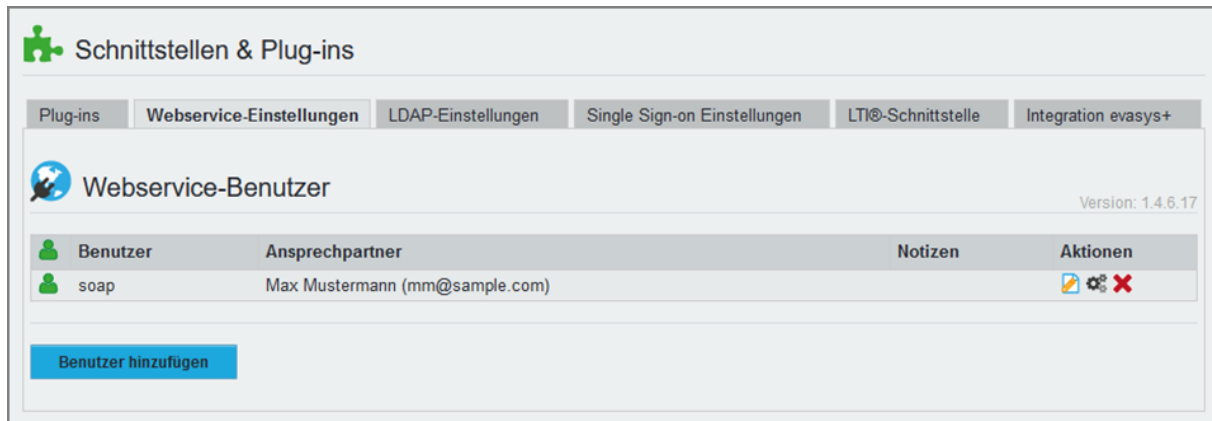 Schnittstellen & Plug-ins
Plug-ins Webservice-Einstellungen LDAP-Einstellungen Single Sign-on Einstellungen LTI®-Schnittstelle Integration evasys+
Webservice-Benutzer
Version: 1.4.6.17
Benutzer Ansprechpartner Notizen Aktionen
soap Max Mustermann (mm@sample.com)
Benutzer hinzufügen